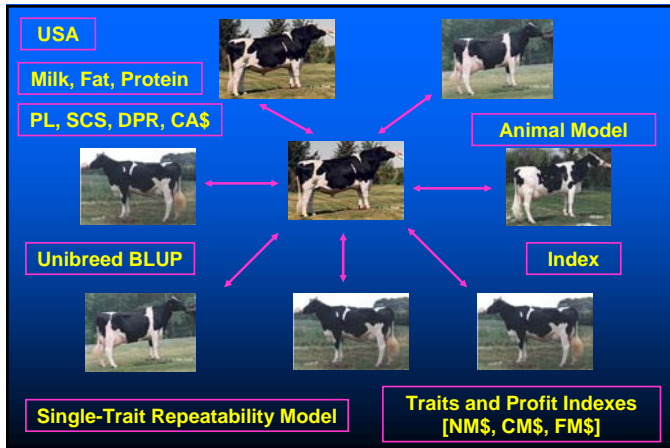 USA
Milk, Fat, Protein
PL, SCS, DPR, CA$
Animal Model
Unibreed BLUP
Index
Single-Trait Repeatability Model
Traits and Profit Indexes
[NM$, CM$, FM$]